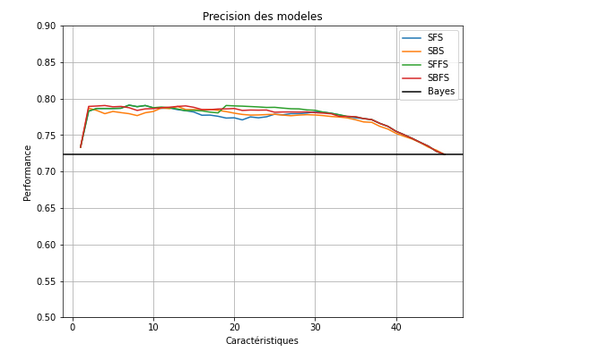 Precision des modeles
0.90
0.85
0.80
0.75
0.70
0.65
0.60
0.55
0.50
Performance
SFS
SBS
SFFS
SBFS
Bayes
0 10 20 30 40
Caractéristiques